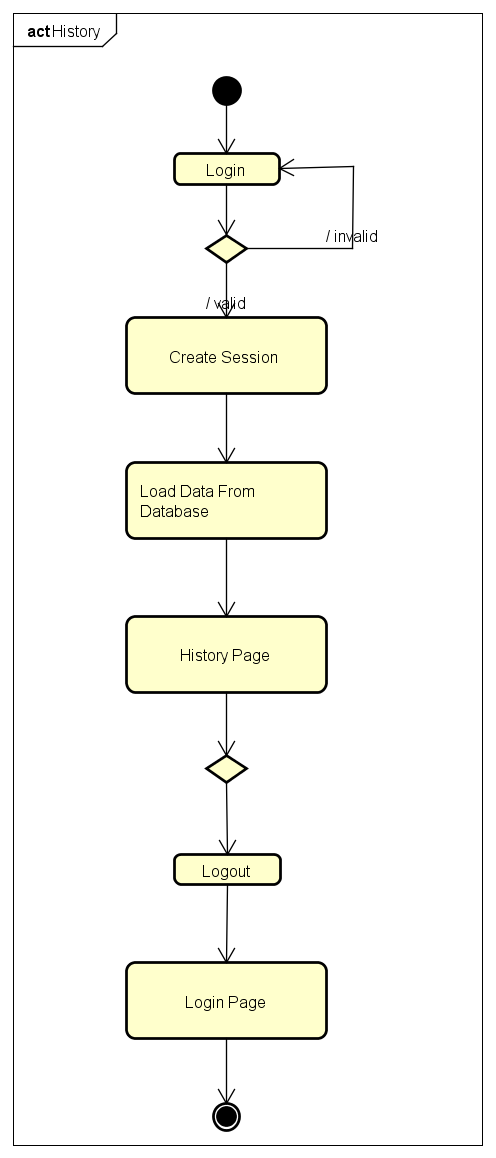 act History
Login
/ invalid
/ valid
Create Session
Load Data From
Database
History Page
Logout
Login Page